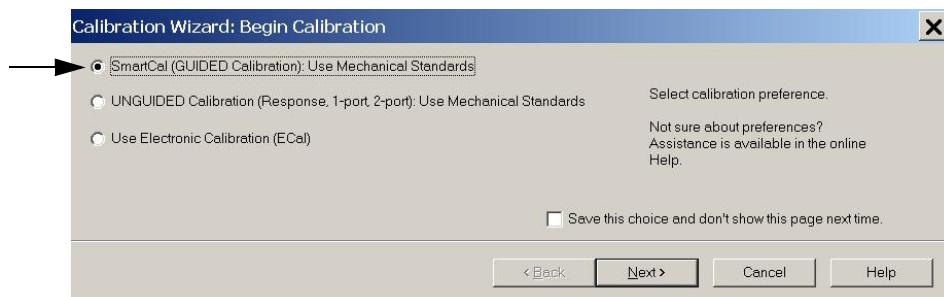 Calibration Wizard: Begin Calibration
SmartCal (GUIDED Calibration): Use Mechanical Standards
UNGUIDED Calibration (Response, 1-port, 2-port): Use Mechanical Standards
Use Electronic Calibration (ECal)
Select calibration preference.
Not sure about preferences?
Assistance is available in the online
Help.
Save this choice and don't show this page next time.
< Back
Next >
Cancel
Help